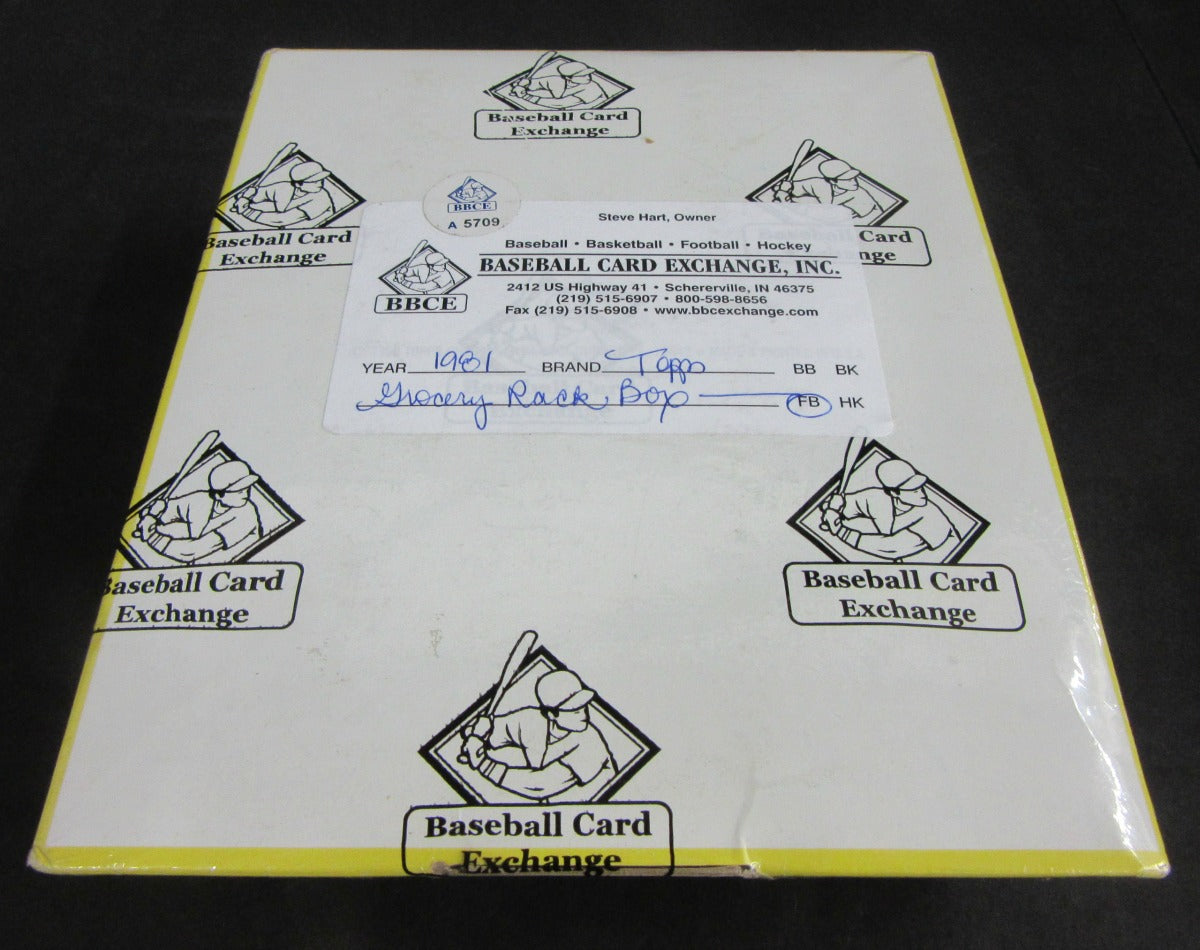 Baseball Card
Exchange
Baseball Card
Exchange
BBCE
A 5709
Steve Hart, Owner
Baseball • Basketball • Football • Hockey
BASEBALL CARD EXCHANGE, INC.
2412 US Highway 41 • Schererville, IN 46375
(219) 515-6907 • 800-598-8656
Fax (219) 515-6908 • www.bbcexchange.com
BBCE
YEAR 1981 BRAND Topps BB BK
Grocery Rack Box FB HK
Card
nge
Baseball Card
Exchange
Baseball Card
Exchange
Baseball Card
Exchange